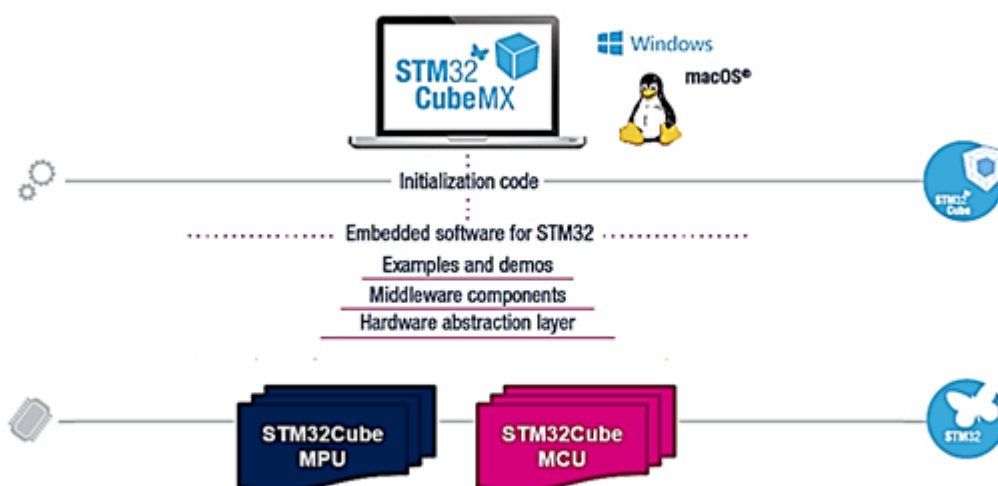 STM32
CubeMX
Windows
macOS®
Initialization code
STM32
Cube
Embedded software for STM32
Examples and demos
Middleware components
Hardware abstraction layer
STM32Cube
MPU
STM32Cube
MCU
STM32